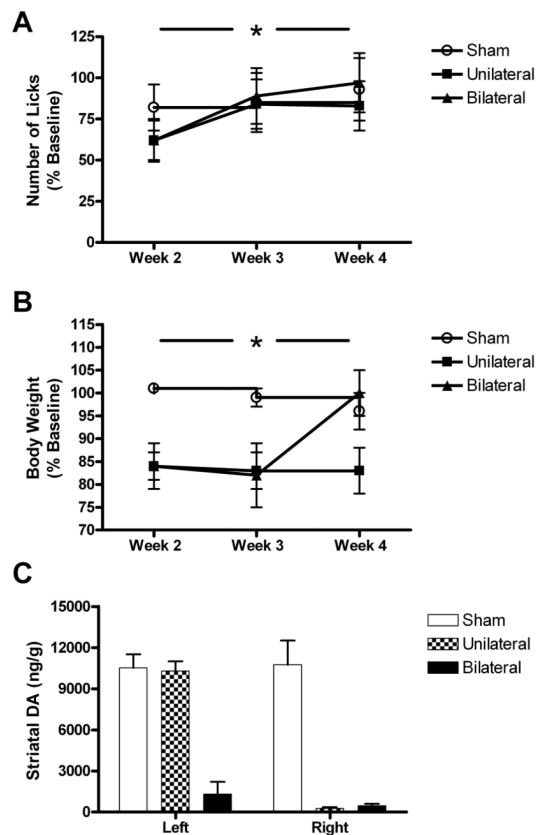 A
125
100
75
50
25
0
Number of Licks
(% Baseline)
*
Week 2 Week 3 Week 4
Sham
Unilateral
Bilateral
B
115
110
105
100
95
90
85
80
75
70
Body Weight
(% Baseline)
*
Week 2 Week 3 Week 4
Sham
Unilateral
Bilateral
C
15000
12000
9000
6000
3000
0
Striatal DA (ng/g)
Left Right
Sham
Unilateral
Bilateral